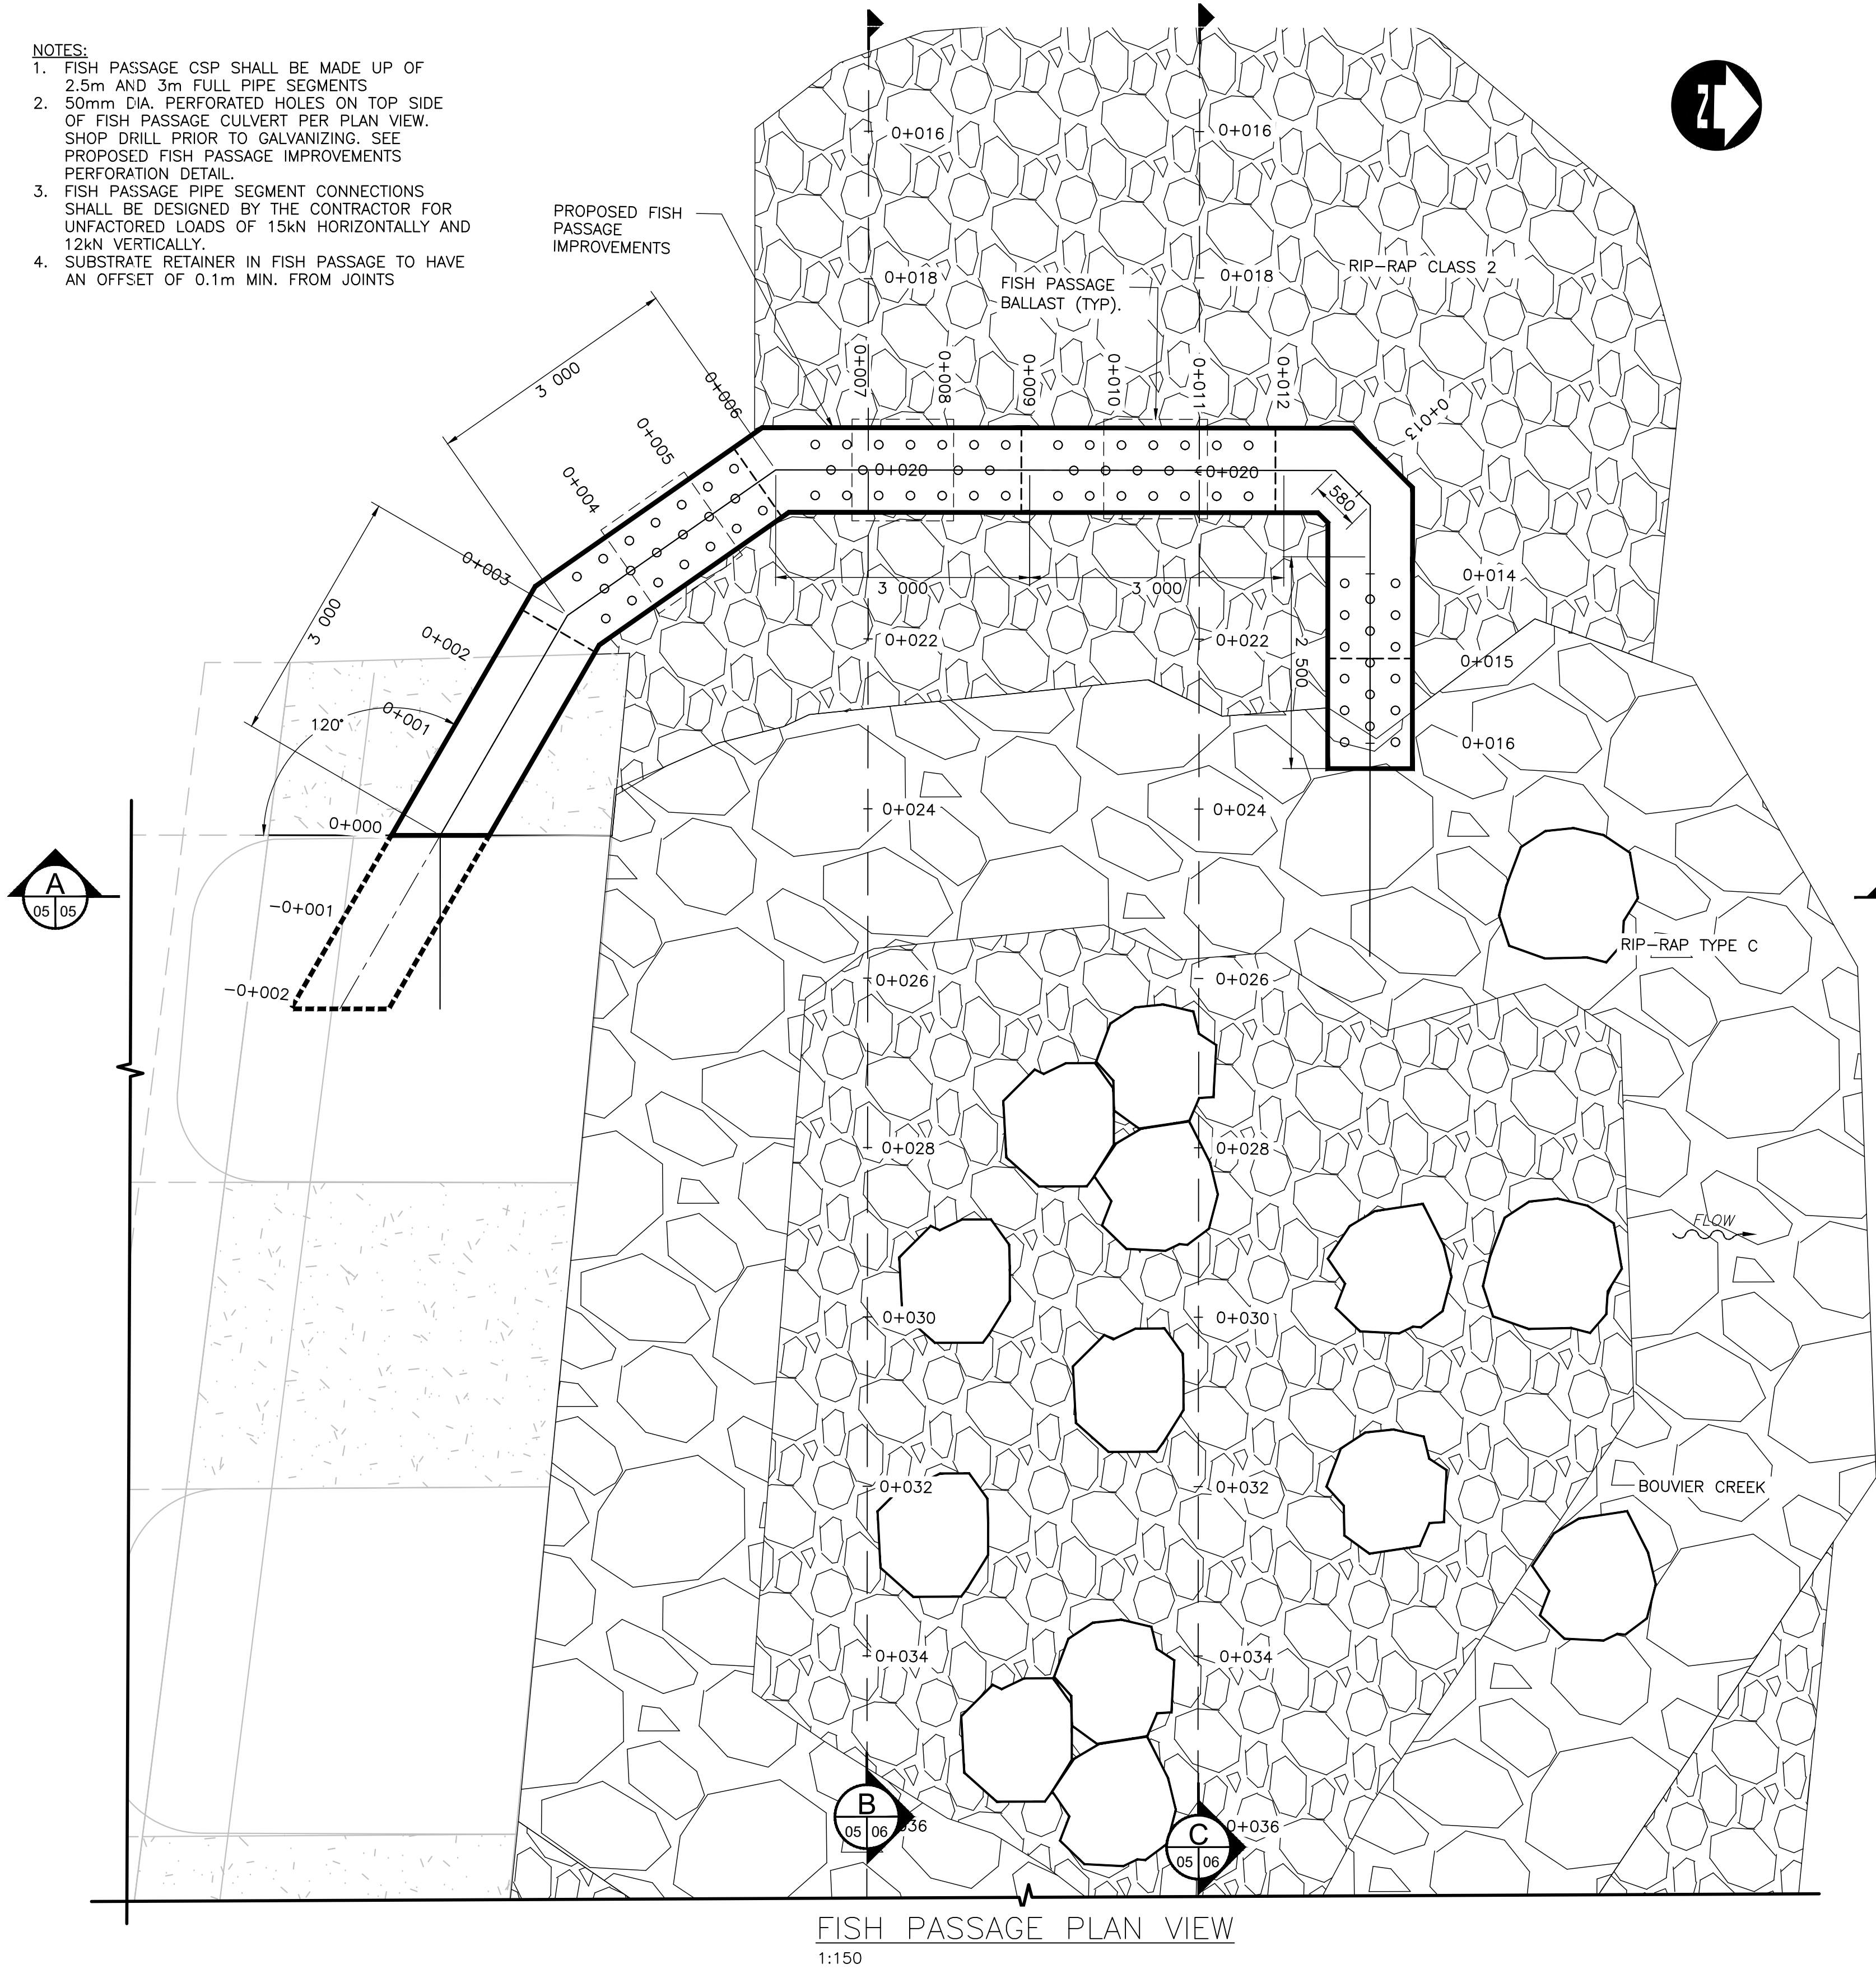 NOTES:
1. FISH PASSAGE CSP SHALL BE MADE UP OF
2.5m AND 3m FULL PIPE SEGMENTS
2. 50mm DIA. PERFORATED HOLES ON TOP SIDE
OF FISH PASSAGE CULVERT PER PLAN VIEW.
SHOP DRILL PRIOR TO GALVANIZING. SEE
PROPOSED FISH PASSAGE IMPROVEMENTS
PERFORATION DETAIL.
3. FISH PASSAGE PIPE SEGMENT CONNECTIONS
SHALL BE DESIGNED BY THE CONTRACTOR FOR
UNFACTORED LOADS OF 15kN HORIZONTALLY AND
12kN VERTICALLY.
4. SUBSTRATE RETAINER IN FISH PASSAGE TO HAVE
AN OFFSET OF 0.1m MIN. FROM JOINTS
N
0+016
0+016
PROPOSED FISH
PASSAGE
IMPROVEMENTS
0+018
0+018
RIP-RAP CLASS 2
FISH PASSAGE
BALLAST (TYP).
3 000
0+006
0+007
0+008
0+009
0+010
0+011
0+012
0+013
0+005
0+004
0+020
0+020
580
0+003
3 000
3 000
0+014
3 000
0+002
0+022
0+022
2 500
0+015
0+001
120°
0+016
0+000
0+024
0+024
A
05 05
-0+001
RIP-RAP TYPE C
-0+002
0+026
0+026
0+028
0+028
FLOW
0+030
0+030
0+032
0+032
BOUVIER CREEK
0+034
0+034
B
05 06
36
C
05 06
0+036
FISH PASSAGE PLAN VIEW
1:150